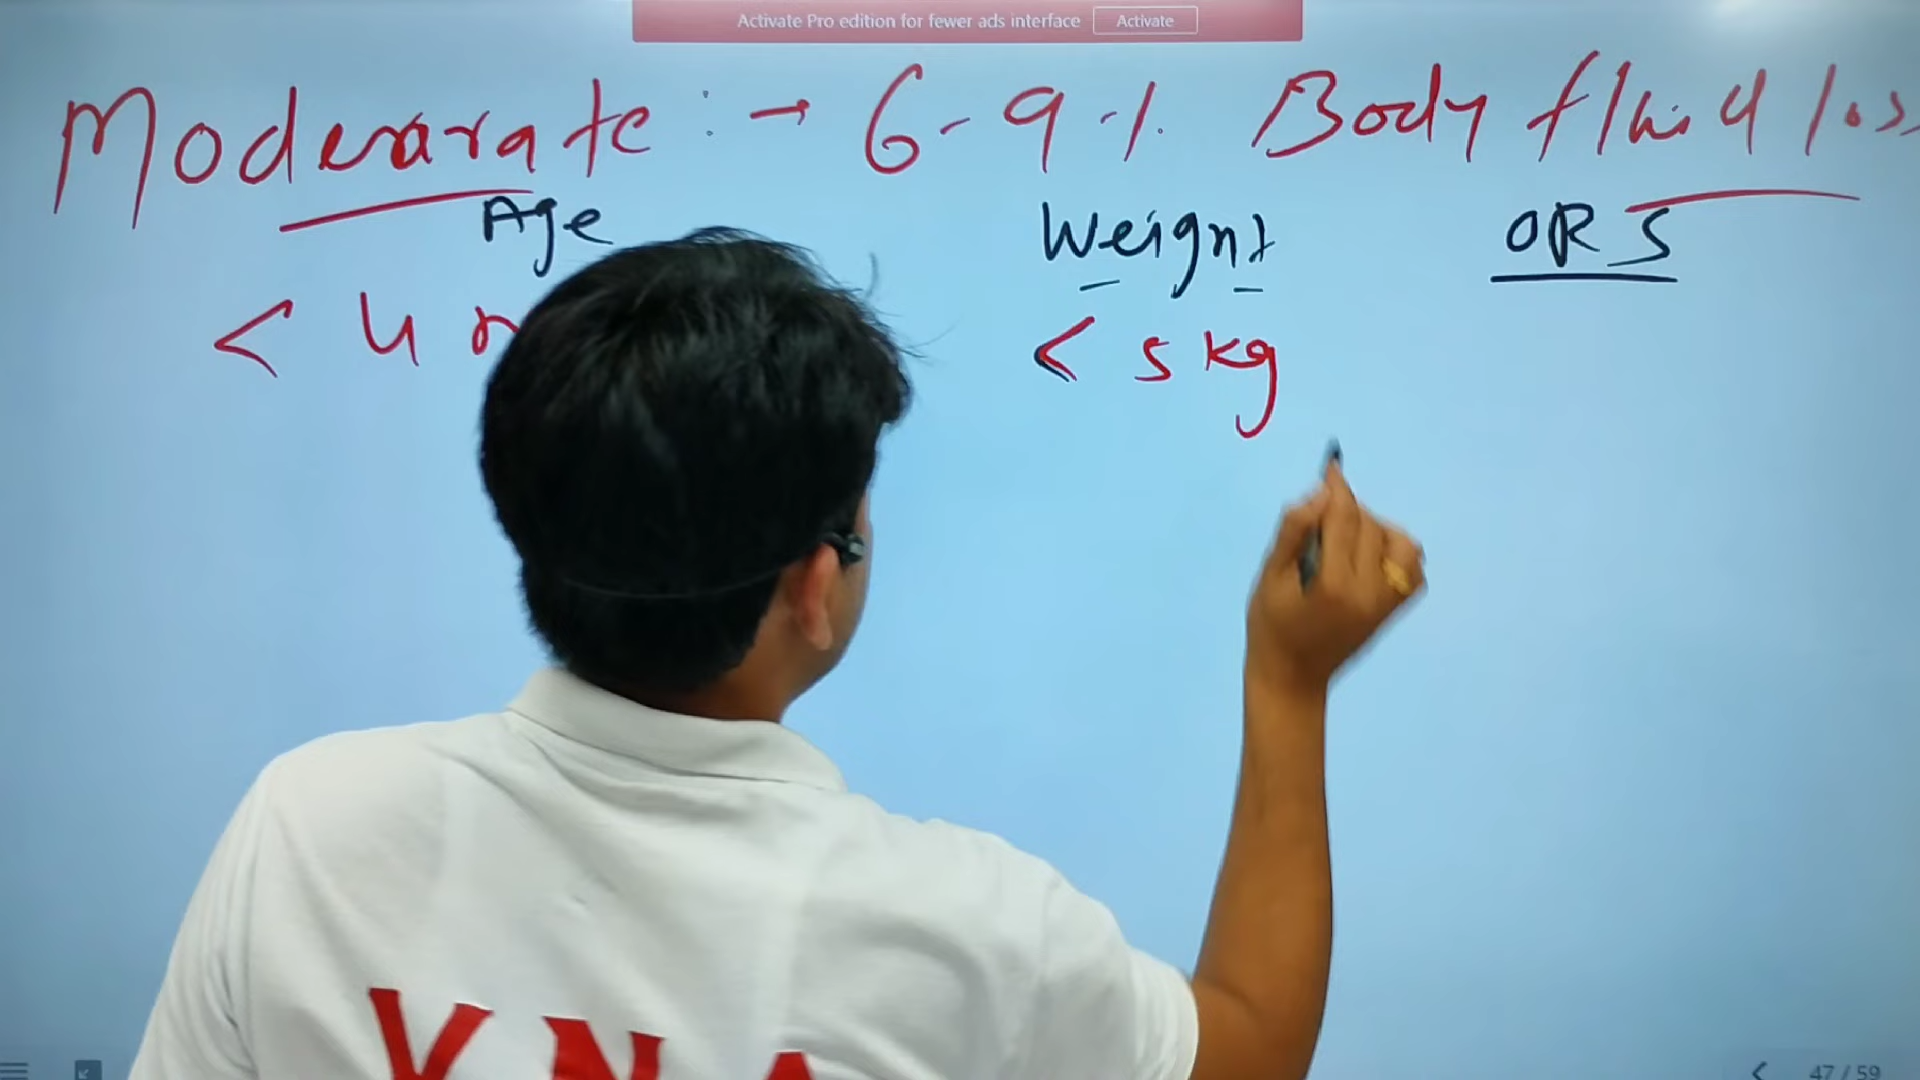 Activate Pro edition for fewer ads interface Activate
Moderarate :→ 6-9% Body fluid los
Age Weight ORS
< 4 < 5 kg
47 / 59